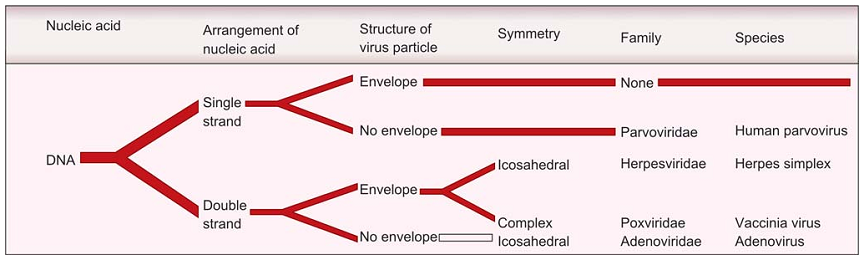 Nucleic acid
Arrangement of
nucleic acid
Structure of
virus particle
Symmetry
Family
Species
DNA
Single
strand
Envelope
None
No envelope
Parvoviridae
Human parvovirus
Double
strand
Envelope
Icosahedral
Herpesviridae
Herpes simplex
Complex
Poxviridae
Vaccinia virus
No envelope
Icosahedral
Adenoviridae
Adenovirus